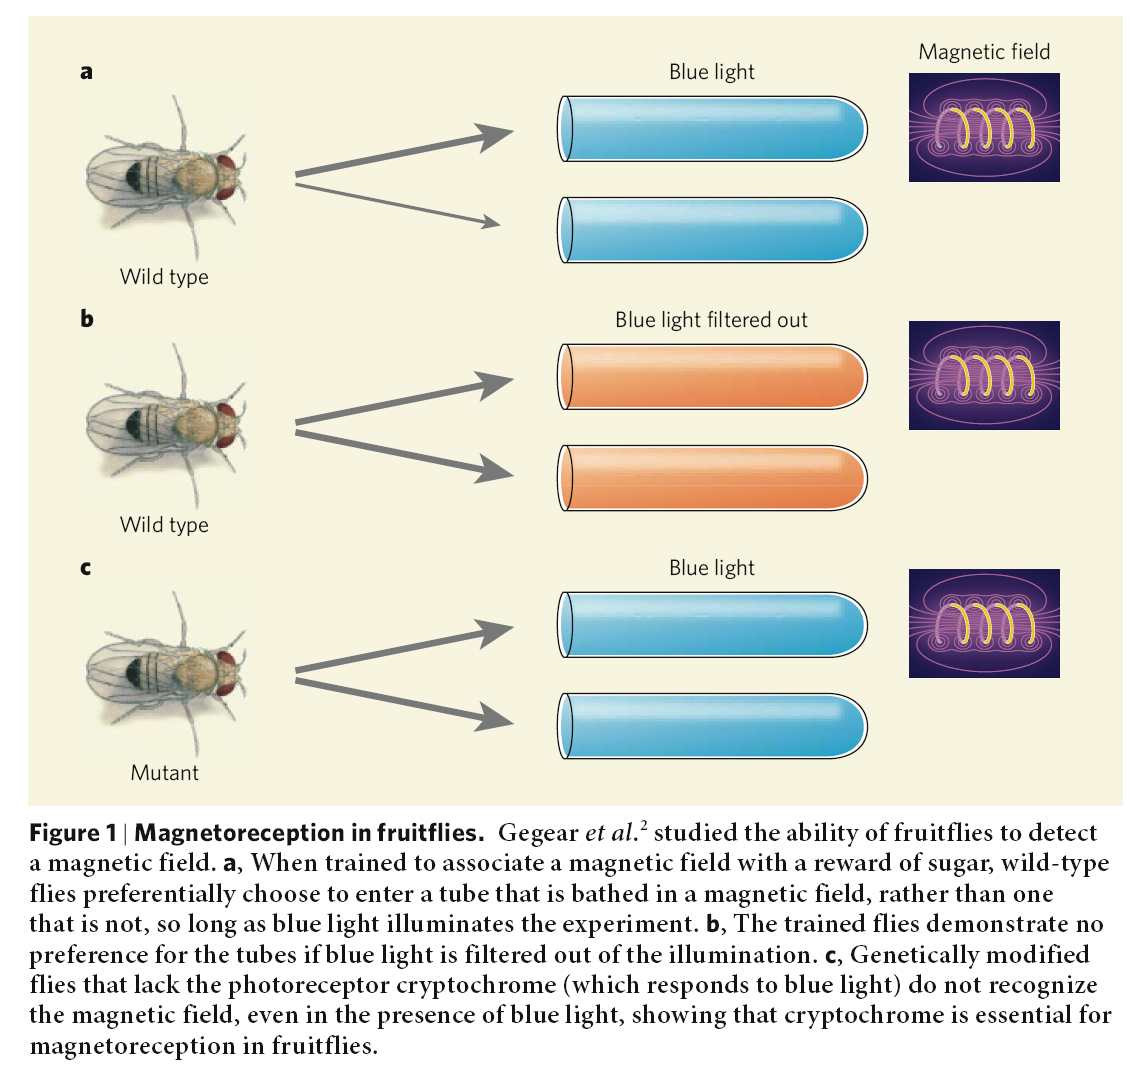 a
Blue light
Magnetic field
Wild type
b
Blue light filtered out
Wild type
c
Blue light
Mutant
Figure 1 | Magnetoreception in fruitflies. Gegear et al.² studied the ability of fruitflies to detect
a magnetic field. a, When trained to associate a magnetic field with a reward of sugar, wild-type
flies preferentially choose to enter a tube that is bathed in a magnetic field, rather than one
that is not, so long as blue light illuminates the experiment. b, The trained flies demonstrate no
preference for the tubes if blue light is filtered out of the illumination. c, Genetically modified
flies that lack the photoreceptor cryptochrome (which responds to blue light) do not recognize
the magnetic field, even in the presence of blue light, showing that cryptochrome is essential for
magnetoreception in fruitflies.